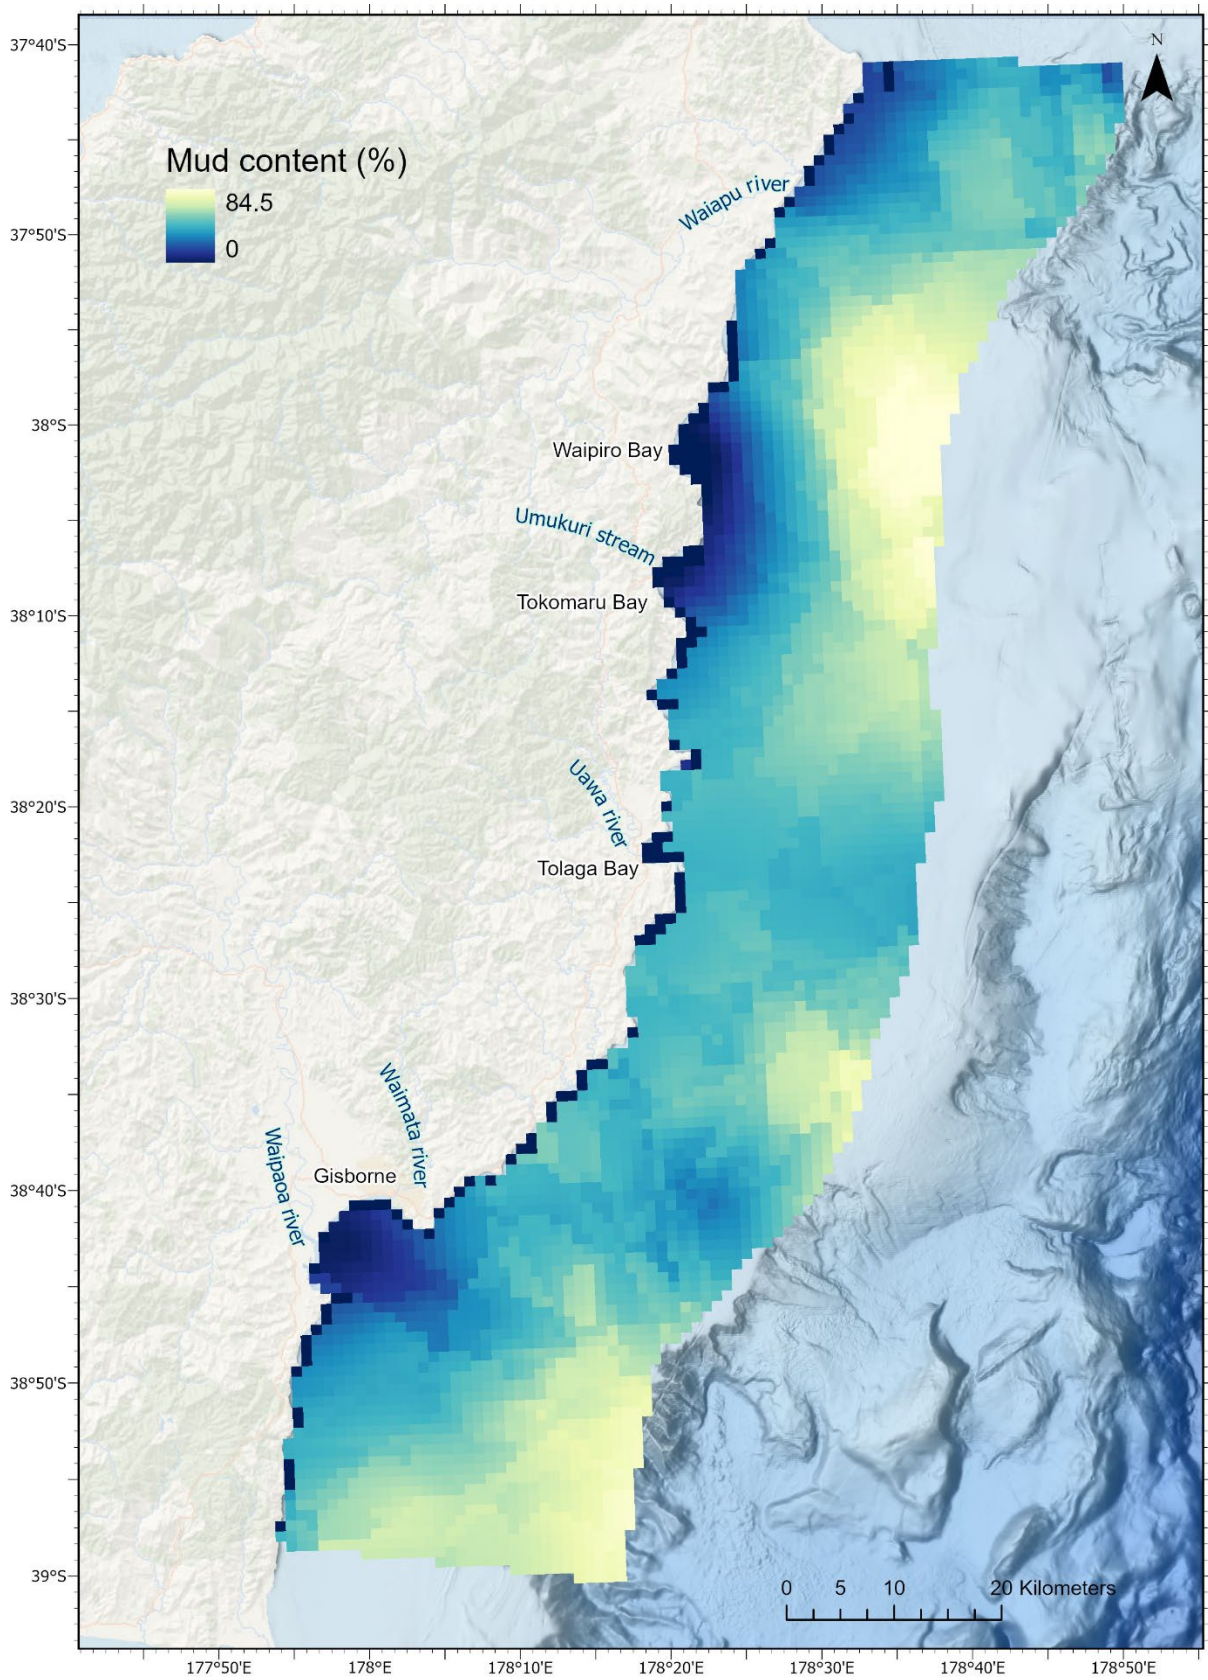 N
37°40'S
Mud content (%)
84.5
0
Waiapu river
37°50'S
38°S
Waipiro Bay
Umukuri stream
Tokomaru Bay
38°10'S
Uawa river
38°20'S
Tolaga Bay
38°30'S
Waimata river
Waipaoa river
Gisborne
38°40'S
38°50'S
39°S
0 5 10 20 Kilometers
177°50'E 178°E 178°10'E 178°20'E 178°30'E 178°40'E 178°50'E